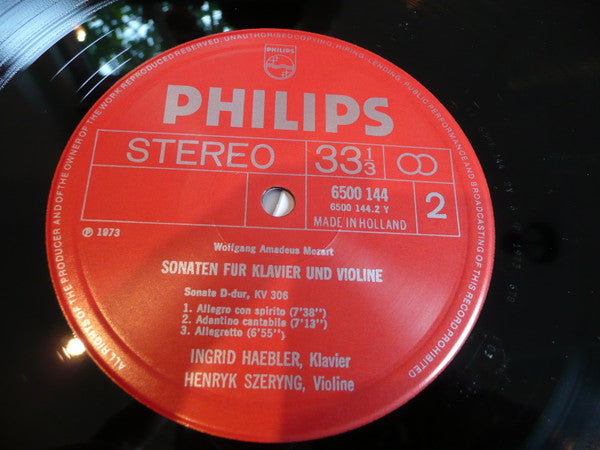 ALL RIGHTS OF THE PRODUCER AND OF THE OWNER OF THE WORK REPRODUCED RESERVED. UNAUTHORISED COPYING, HIRING, LENDING, PUBLIC PERFORMANCE AND BROADCASTING OF THIS RECORD PROHIBITED
PHILIPS
PHILIPS
STEREO
33 1/3
6500 144
6500 144.2 Y
2
MADE IN HOLLAND
℗ 1973
Wolfgang Amadeus Mozart
SONATEN FUR KLAVIER UND VIOLINE
Sonate D-dur, KV 306
1. Allegro con spirito (7'38")
2. Adantino cantabile (7'13")
3. Allegretto (6'55")
INGRID HAEBLER, Klavier
HENRYK SZERYNG, Violine